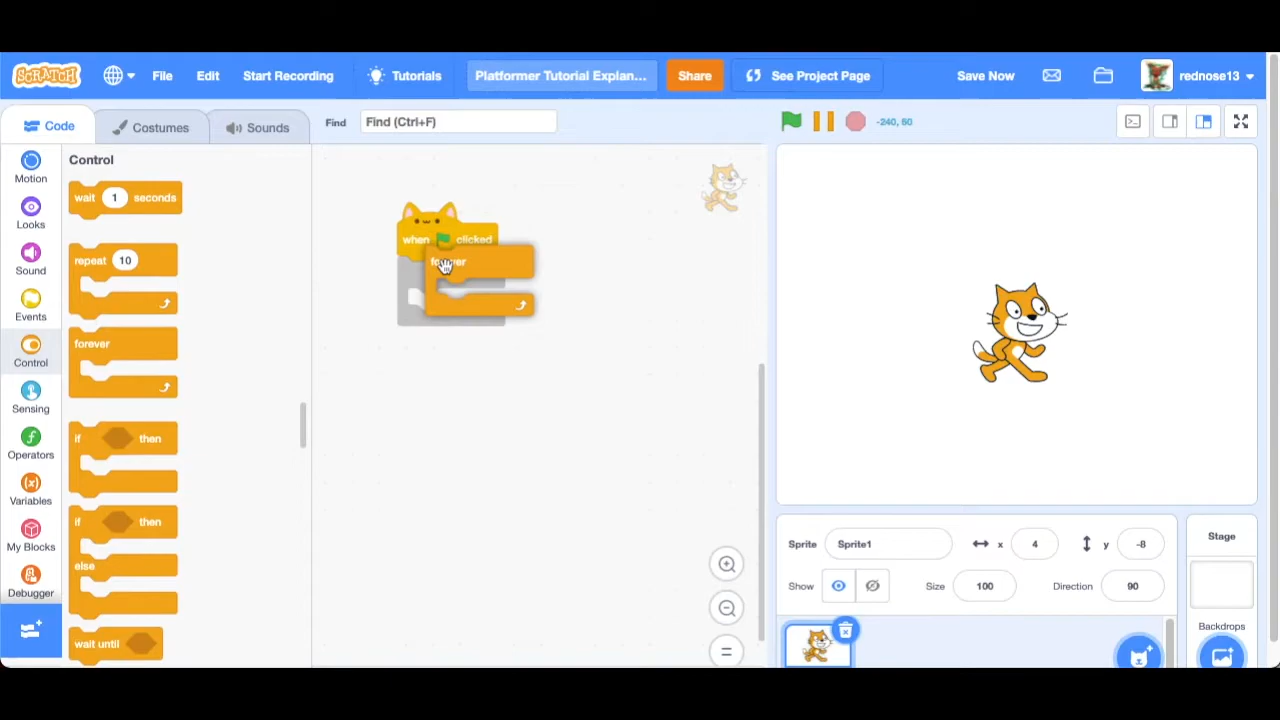 SCRATCH File Edit Start Recording Tutorials Platformer Tutorial Explan... Share See Project Page Save Now rednose13
Code Costumes Sounds Find Find (Ctrl+F) -240, 60
Motion
Looks
Sound
Events
Control
Sensing
Operators
Variables
My Blocks
Debugger
Control
wait 1 seconds
repeat 10
forever
if then
if then
else
wait until
when clicked
forever
Sprite Sprite1 x 4 y -8
Show Size 100 Direction 90
Stage
Backdrops